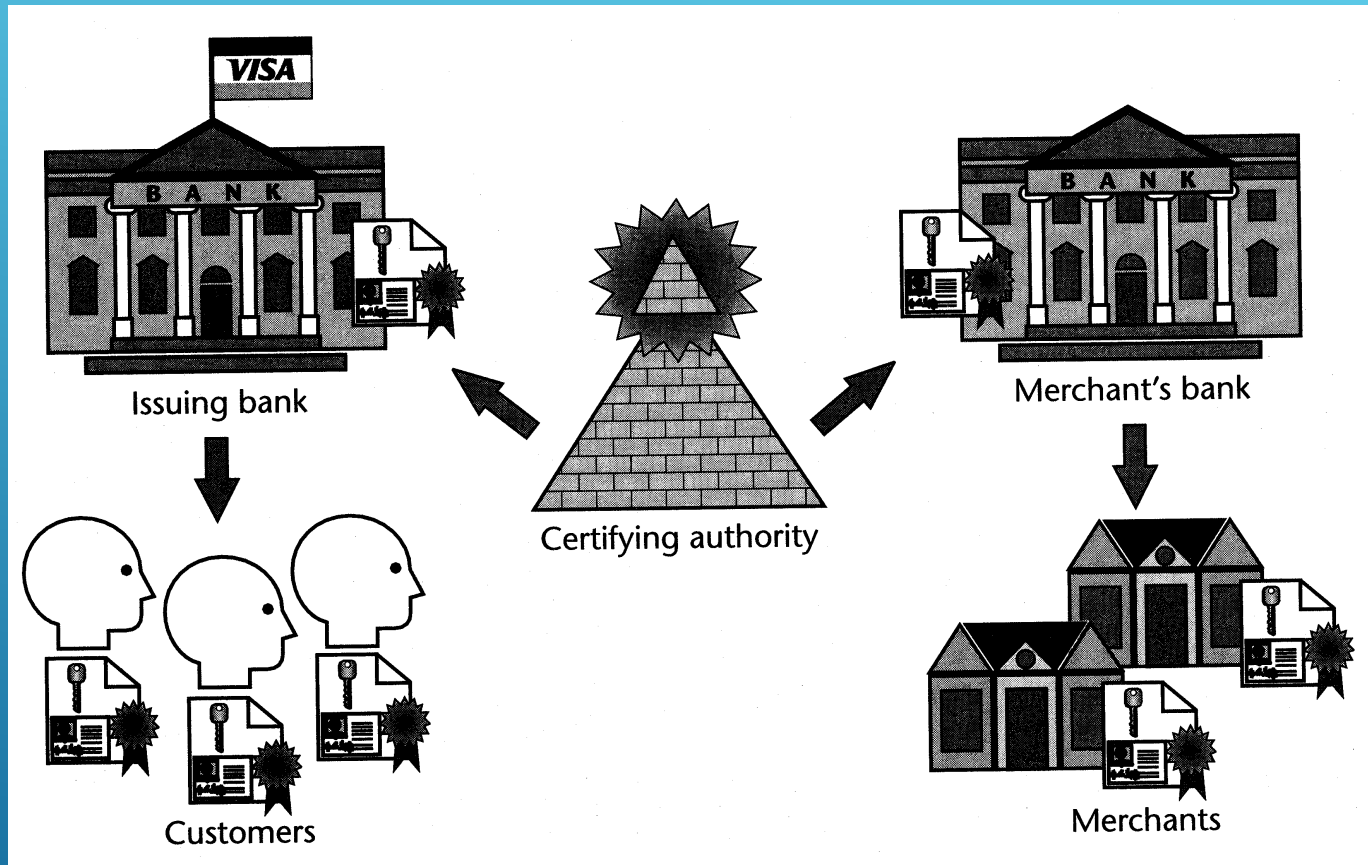 VISA
BANK
BANK
Issuing bank
Merchant's bank
Certifying authority
Customers
Merchants